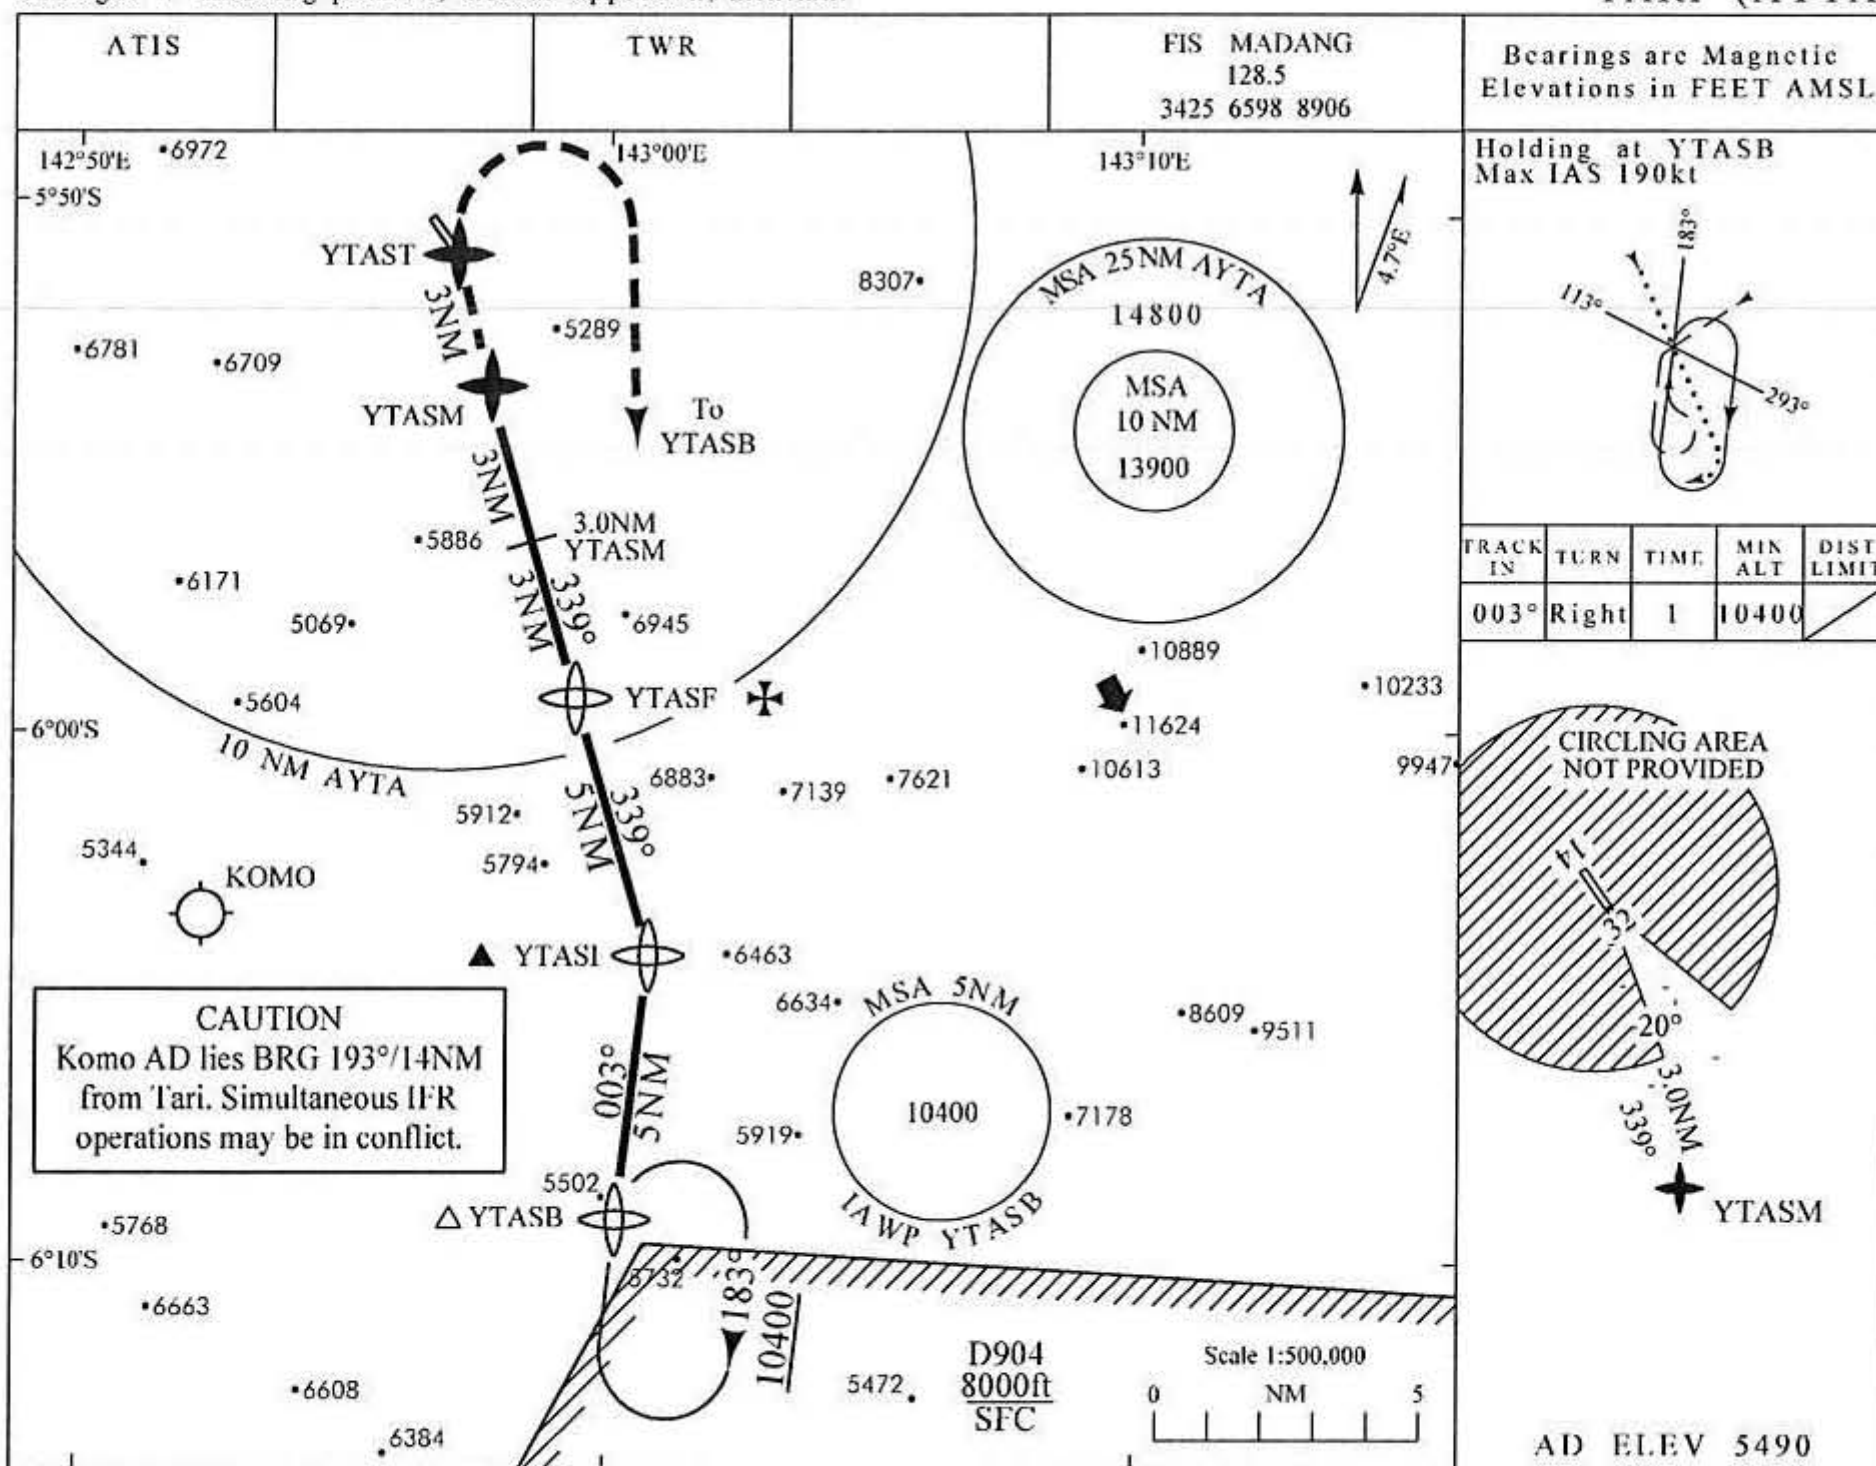 ATIS
TWR
FIS MADANG
128.5
3425 6598 8906
Bearings are Magnetic
Elevations in FEET AMSL
142°50'E
6972
143°00'E
143°10'E
5°50'S
4.7°E
YTAST
3NM
8307
MSA 25NM AYTA
14800
5289
6781
6709
MSA
10 NM
13900
YTASM
To
YTASB
3NM
3.0NM
YTASM
5886
6171
3NM
339°
5069
6945
10889
10233
5604
YTASF
6°00'S
11624
10 NM AYTA
6883
7139
7621
10613
9947
5NM
339°
5912
5794
5344
KOMO
YTASI
6463
CAUTION
Komo AD lies BRG 193°/14NM
from Tari. Simultaneous IFR
operations may be in conflict.
6634
MSA 5NM
10400
IAWP YTASB
8609
9511
003°
5NM
5919
7178
5502
YTASB
5768
6°10'S
5732
183°
10400
6663
D904
8000ft
SFC
Scale 1:500,000
0 NM 5
6608
5472
6384
Holding at YTASB
Max IAS 190kt
183°
113°
293°
TRACK IN TURN TIME MIN ALT DIST LIMIT
003° Right 1 10400
CIRCLING AREA
NOT PROVIDED
14
32
20°
3.0NM
339°
YTASM
AD ELEV 5490